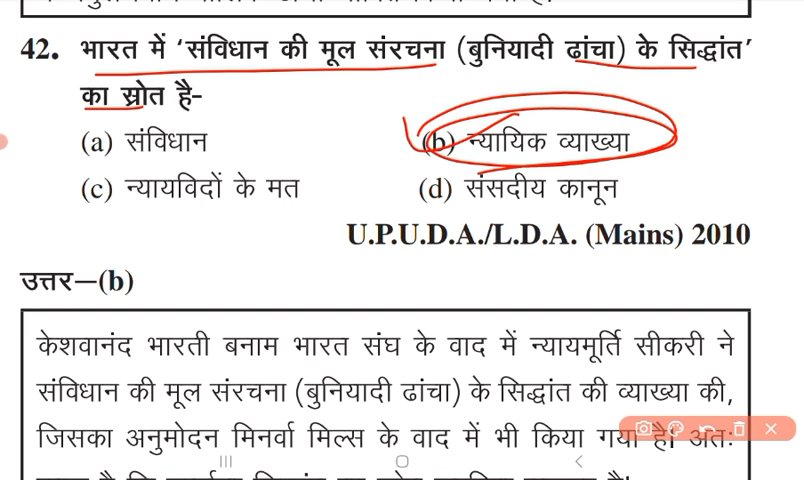 42. भारत में ‘संविधान की मूल संरचना (बुनियादी ढांचा) के सिद्धांत’
का स्रोत है-
(a) संविधान (b) न्यायिक व्याख्या
(c) न्यायविदों के मत (d) संसदीय कानून
U.P.U.D.A./L.D.A. (Mains) 2010
उत्तर—(b)
केशवानंद भारती बनाम भारत संघ के वाद में न्यायमूर्ति सीकरी ने
संविधान की मूल संरचना (बुनियादी ढांचा) के सिद्धांत की व्याख्या की,
जिसका अनुमोदन मिनर्वा मिल्स के वाद में भी किया गया है। अतः